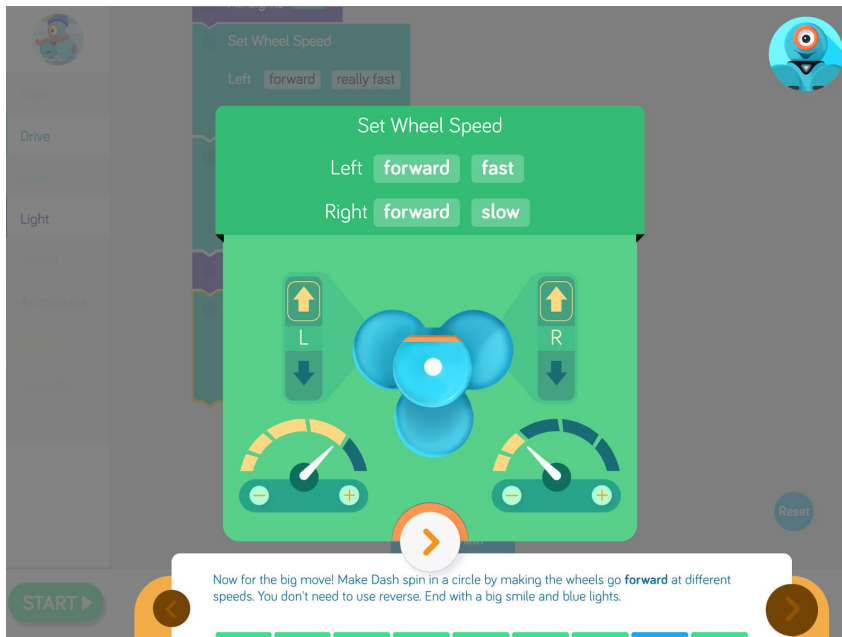 Set Wheel Speed
Left forward really fast
Drive
Light
Set Wheel Speed
Left forward fast
Right forward slow
L
R
Reset
START
Now for the big move! Make Dash spin in a circle by making the wheels go forward at different
speeds. You don't need to use reverse. End with a big smile and blue lights.